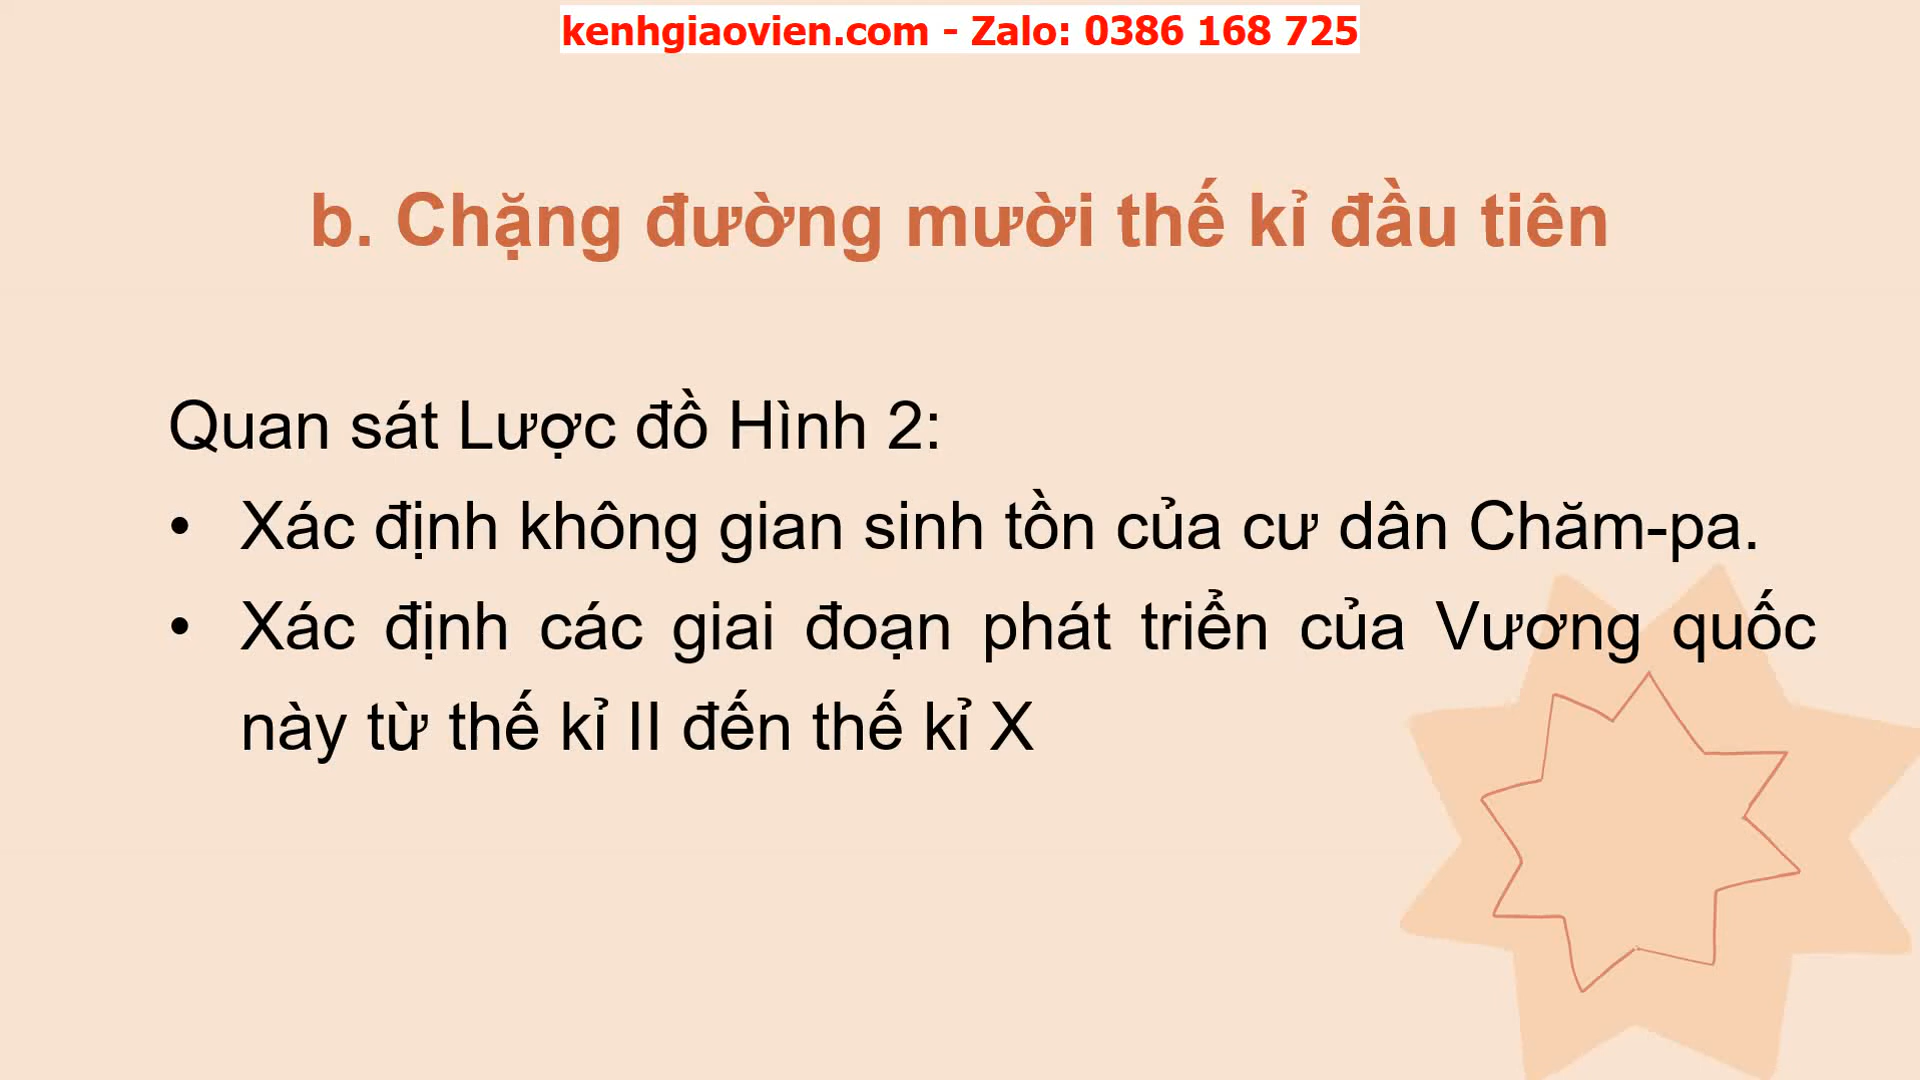 kenhgiaovien.com - Zalo: 0386 168 725
b. Chặng đường mười thế kỉ đầu tiên
Quan sát Lược đồ Hình 2:
• Xác định không gian sinh tồn của cư dân Chăm-pa.
• Xác định các giai đoạn phát triển của Vương quốc
này từ thế kỉ II đến thế kỉ X